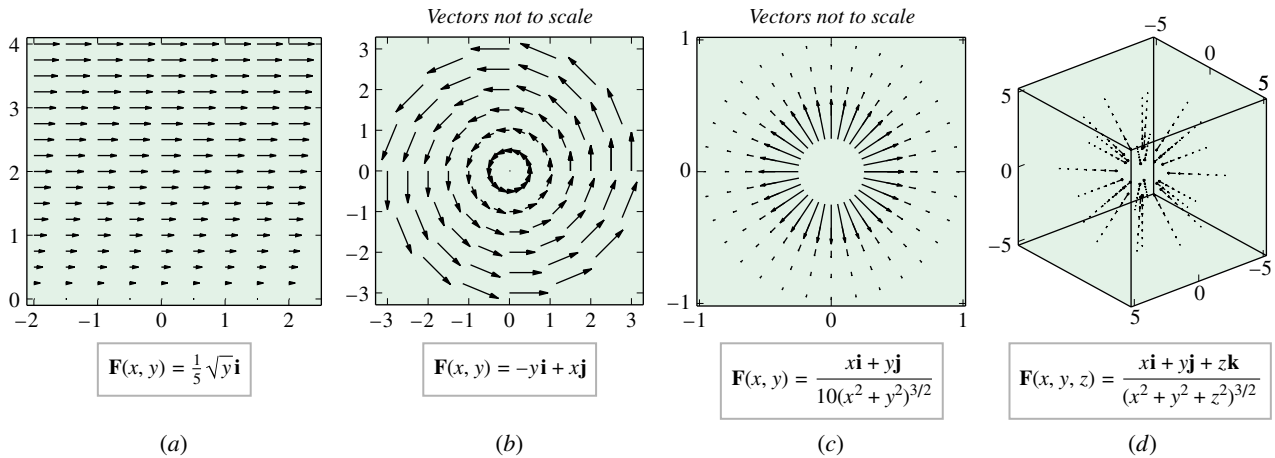 Vectors not to scale
4
3
2
1
0
−2 −1 0 1 2
F(x, y) = 1/5 √y i
(a)
Vectors not to scale
3
2
1
0
−1
−2
−3
−3 −2 −1 0 1 2 3
F(x, y) = −yi + xj
(b)
1
0
−1
−1 0 1
F(x, y) = (xi + yj) / (10(x² + y²)^{3/2})
(c)
−5
0
5
5
0
−5
5
0
−5
F(x, y, z) = (xi + yj + zk) / ((x² + y² + z²)^{3/2})
(d)